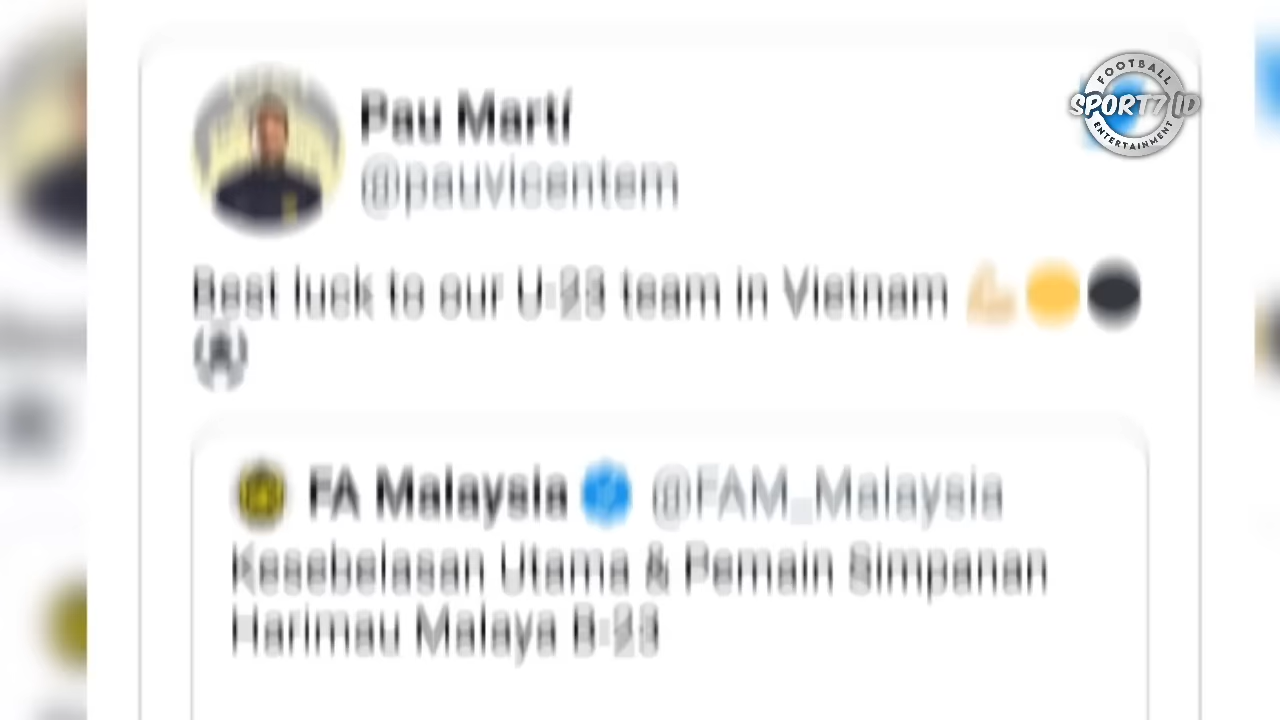 Pau Martí
@pauvicentem
Best luck to our U-23 team in Vietnam 💪🏼🟡⚫
FA Malaysia @FAM_Malaysia
Kesebelasan Utama & Pemain Simpanan
Harimau Malaya B-23
FOOTBALL
SPORT7 ID
ENTERTAINMENT